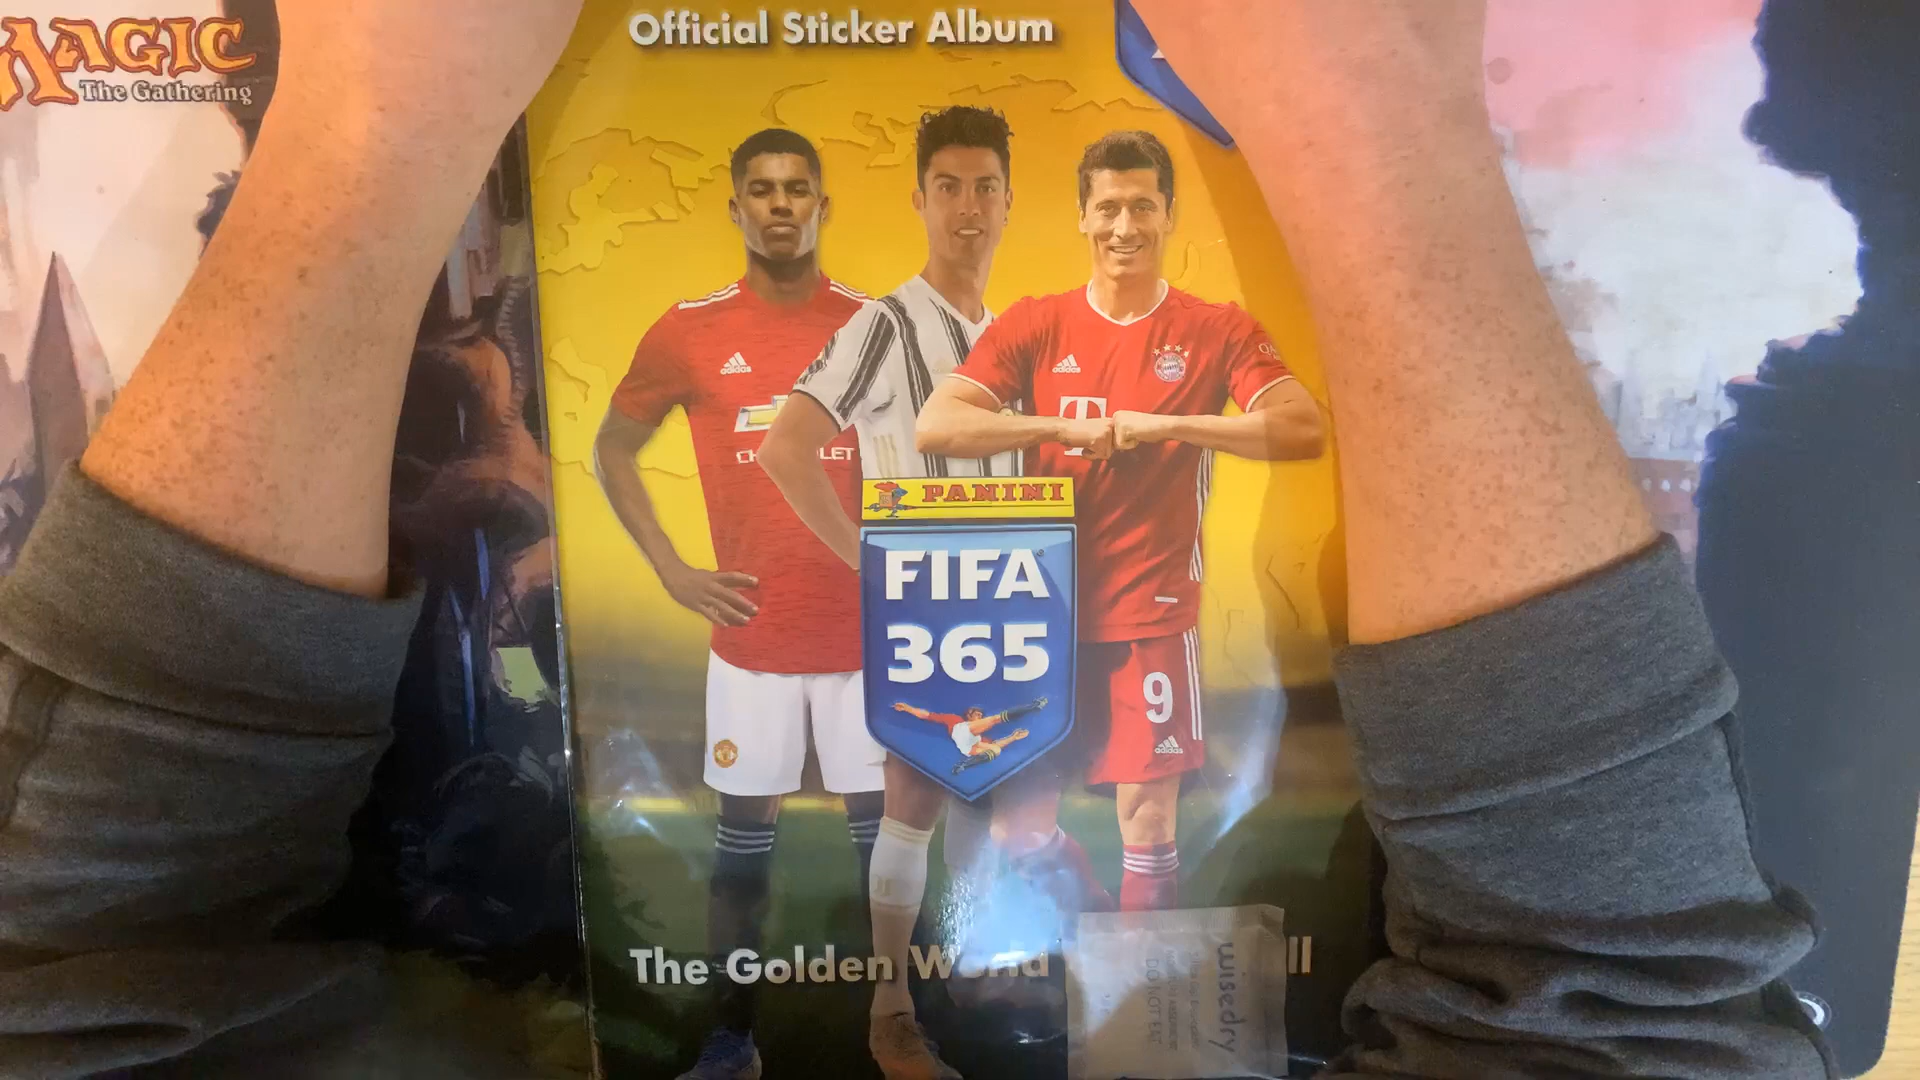 MAGIC
The Gathering
Official Sticker Album
adidas
adidas
T
PANINI
FIFA
365
9
adidas
The Golden
wisedry
DO NOT EAT